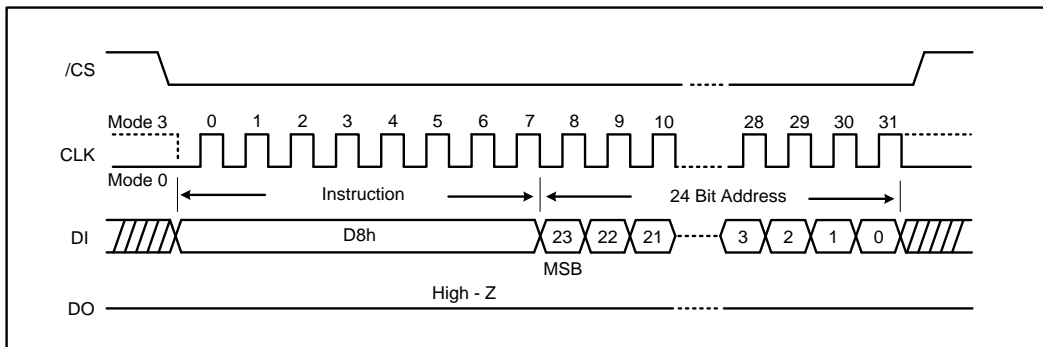 /CS
Mode 3 0 1 2 3 4 5 6 7 8 9 10 28 29 30 31
CLK
Mode 0
Instruction 24 Bit Address
DI D8h 23 22 21 3 2 1 0
MSB
High - Z
DO